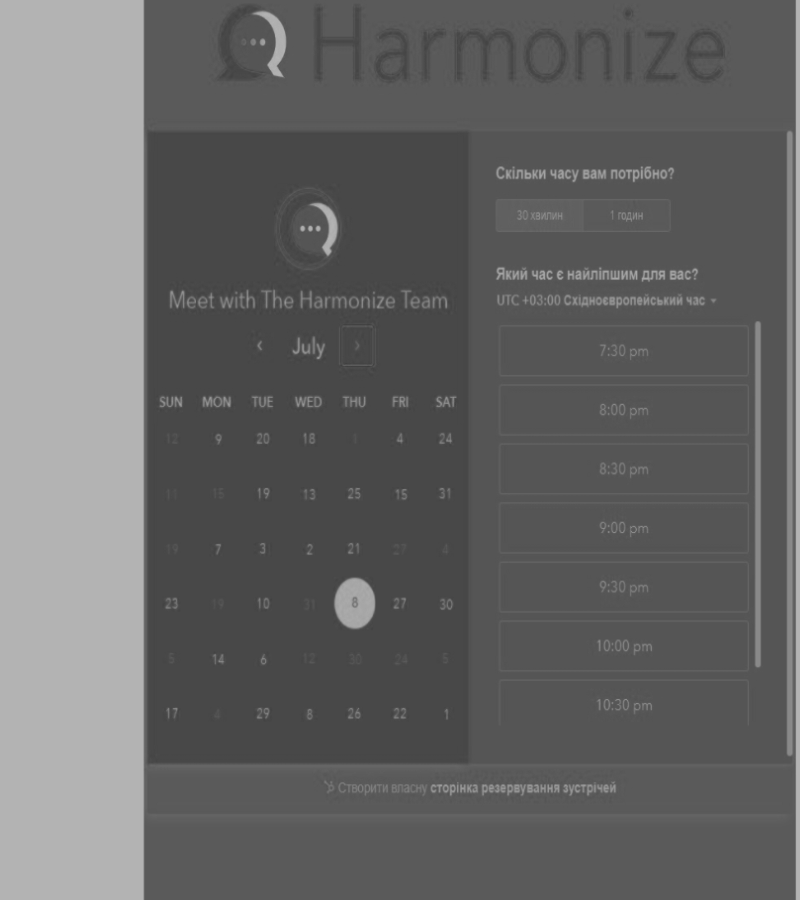 Harmonize
Meet with The Harmonize Team
July
SUN MON TUE WED THU FRI SAT
12 9 20 18 4 24
11 15 19 13 25 15 31
19 7 3 2 21 27 4
23 19 10 31 8 27 30
5 14 6 12 30 24 5
17 4 29 8 26 22 1
Скільки часу вам потрібно?
30 хвилин 1 годин
Який час є найліпшим для вас?
UTC +03:00 Східноєвропейський час
7:30 pm
8:00 pm
8:30 pm
9:00 pm
9:30 pm
10:00 pm
10:30 pm
Створити власну сторінка резервування зустрічей